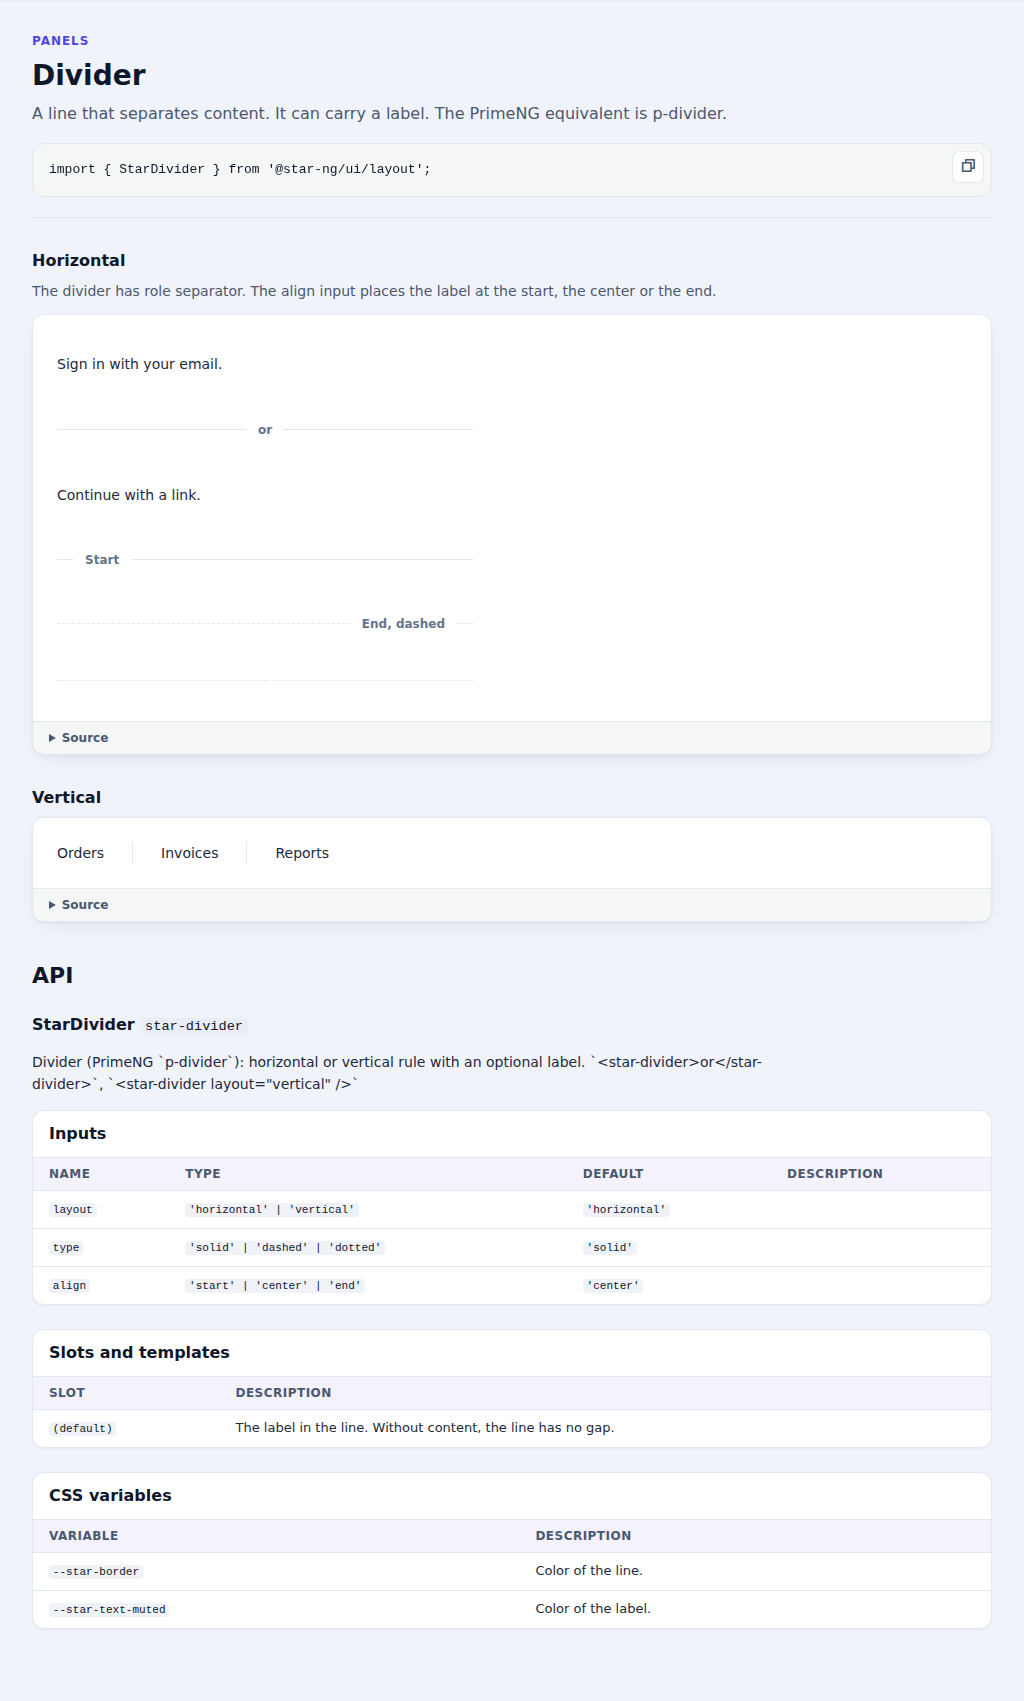 PANELS
Divider
A line that separates content. It can carry a label. The PrimeNG equivalent is p-divider.
import { StarDivider } from '@star-ng/ui/layout';
Horizontal
The divider has role separator. The align input places the label at the start, the center or the end.
Sign in with your email.
or
Continue with a link.
Start
End, dashed
Source
Vertical
Orders Invoices Reports
Source
API
StarDivider star-divider
Divider (PrimeNG `p-divider`): horizontal or vertical rule with an optional label. `<star-divider>or</star-
divider>`, `<star-divider layout="vertical" />`
Inputs
NAME TYPE DEFAULT DESCRIPTION
layout 'horizontal' | 'vertical' 'horizontal'
type 'solid' | 'dashed' | 'dotted' 'solid'
align 'start' | 'center' | 'end' 'center'
Slots and templates
SLOT DESCRIPTION
(default) The label in the line. Without content, the line has no gap.
CSS variables
VARIABLE DESCRIPTION
--star-border Color of the line.
--star-text-muted Color of the label.